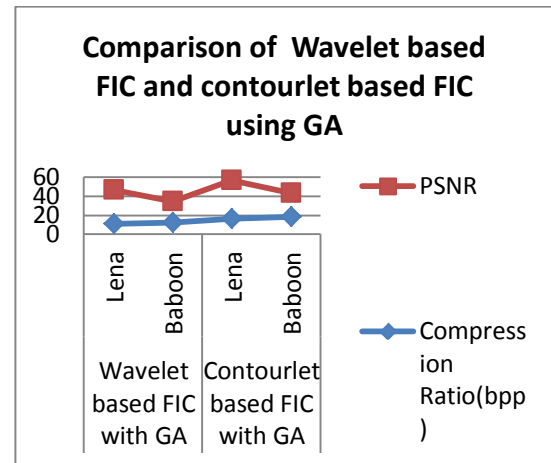 Comparison of Wavelet based
FIC and contourlet based FIC
using GA
60
40
20
0
Lena
Baboon
Lena
Baboon
Wavelet
based FIC
with GA
Contourlet
based FIC
with GA
PSNR
Compress
ion
Ratio(bpp
)